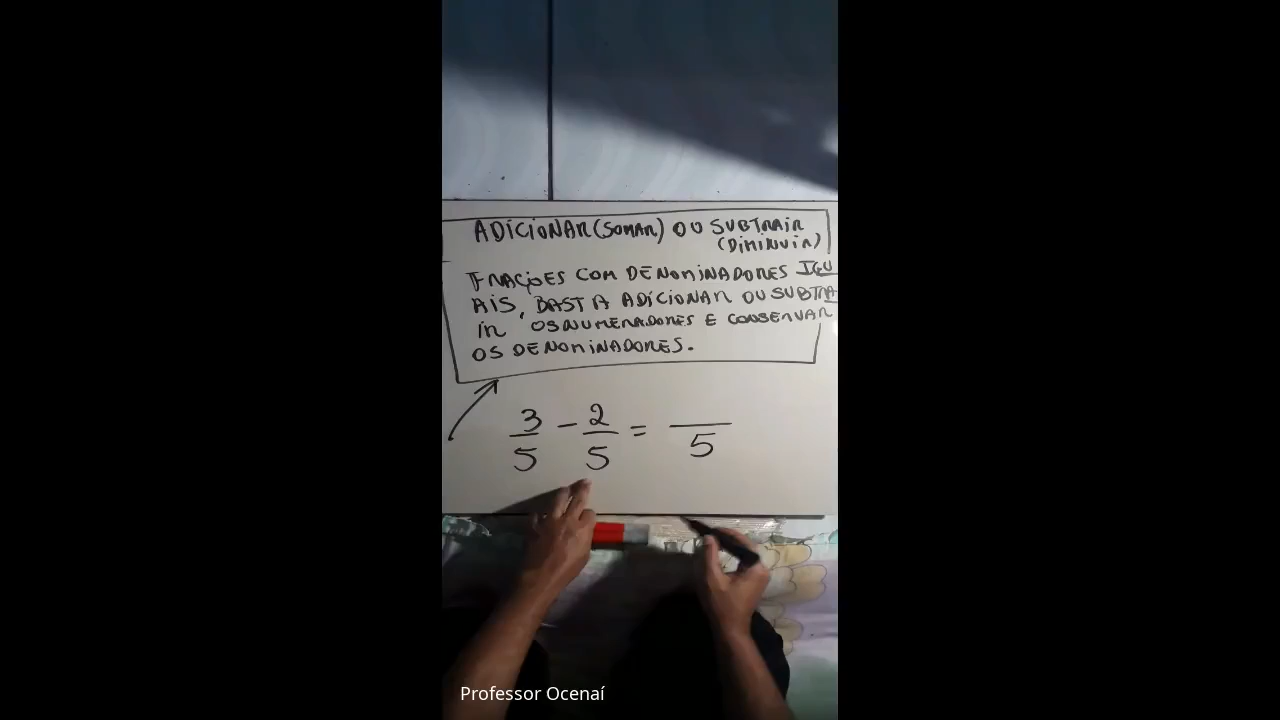 ADICIONAR (SOMAR) OU SUBTRAIR
(DIMINUIR)
FRAÇÕES COM DENOMINADORES IGU
AIS, BASTA ADICIONAR OU SUBTRA
IR OS NUMERADORES E CONSERVAR
OS DENOMINADORES.
3/5 - 2/5 = /5
Professor Ocenaí